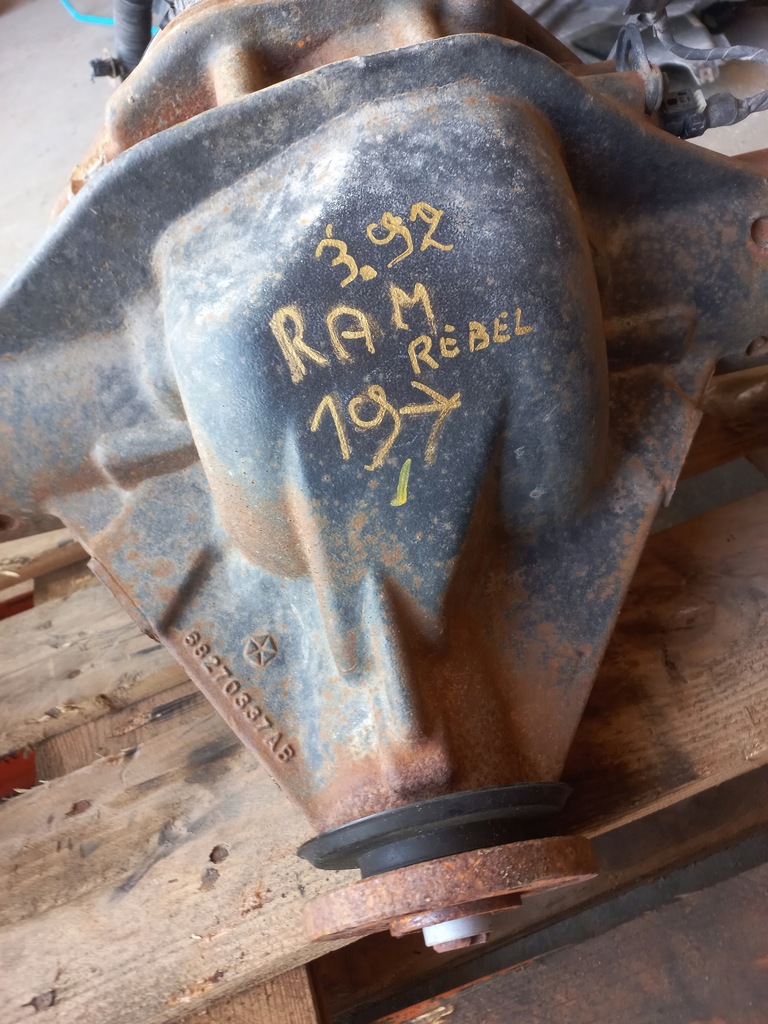 3.92
RAM
REBEL
19→
68270337AB